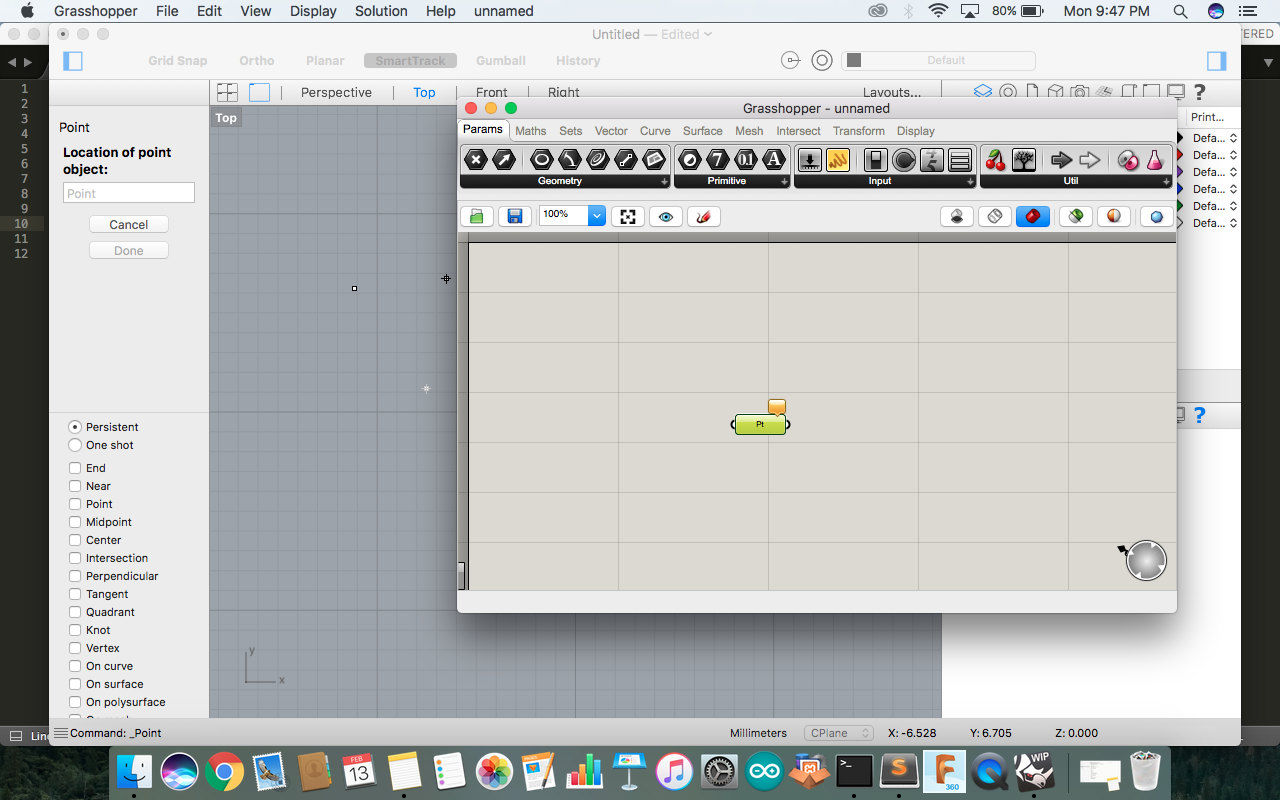 Grasshopper File Edit View Display Solution Help unnamed 80% Mon 9:47 PM
Untitled — Edited
ERED
Grid Snap Ortho Planar SmartTrack Gumball History Default
Perspective Top Front Right Layouts...
Top
Point
Location of point
object:
Point
Cancel
Done
Persistent
One shot
End
Near
Point
Midpoint
Center
Intersection
Perpendicular
Tangent
Quadrant
Knot
Vertex
On curve
On surface
On polysurface
1
2
3
4
5
6
7
8
9
10
11
12
Grasshopper - unnamed
Params Maths Sets Vector Curve Surface Mesh Intersect Transform Display
Geometry Primitive Input Util
100%
Pt
Print...
Defa...
Defa...
Defa...
Defa...
Defa...
Defa...
y
x
Line
Command: _Point Millimeters CPlane X: -6.528 Y: 6.705 Z: 0.000
FEB
13
360
WIP